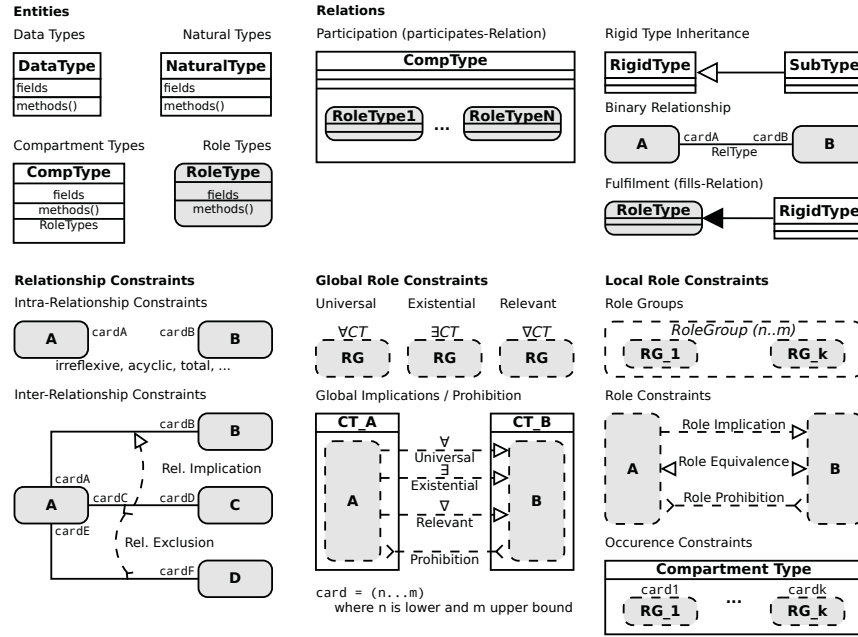 Entities
Data Types
Natural Types
DataType
fields
methods()
NaturalType
fields
methods()
Compartment Types
Role Types
CompType
fields
methods()
RoleTypes
RoleType
fields
methods()
Relations
Participation (participates-Relation)
CompType
RoleType1
...
RoleTypeN
Rigid Type Inheritance
RigidType
SubType
Binary Relationship
A
cardA
cardB
RelType
B
Fulfilment (fills-Relation)
RoleType
RigidType
Relationship Constraints
Intra-Relationship Constraints
A
cardA
cardB
B
irreflexive, acyclic, total, ...
Inter-Relationship Constraints
cardB
B
cardA
Rel. Implication
A
cardC
cardD
C
cardE
Rel. Exclusion
cardF
D
Global Role Constraints
Universal
Existential
Relevant
∀CT
∃CT
∇CT
RG
RG
RG
Global Implications / Prohibition
CT_A
CT_B
∀
Universal
∃
Existential
A
B
∇
Relevant
Prohibition
card = (n...m)
where n is lower and m upper bound
Local Role Constraints
Role Groups
RoleGroup (n..m)
RG_1
RG_k
Role Constraints
Role Implication
A
Role Equivalence
B
Role Prohibition
Occurence Constraints
Compartment Type
card1
...
cardk
RG_1
RG_k